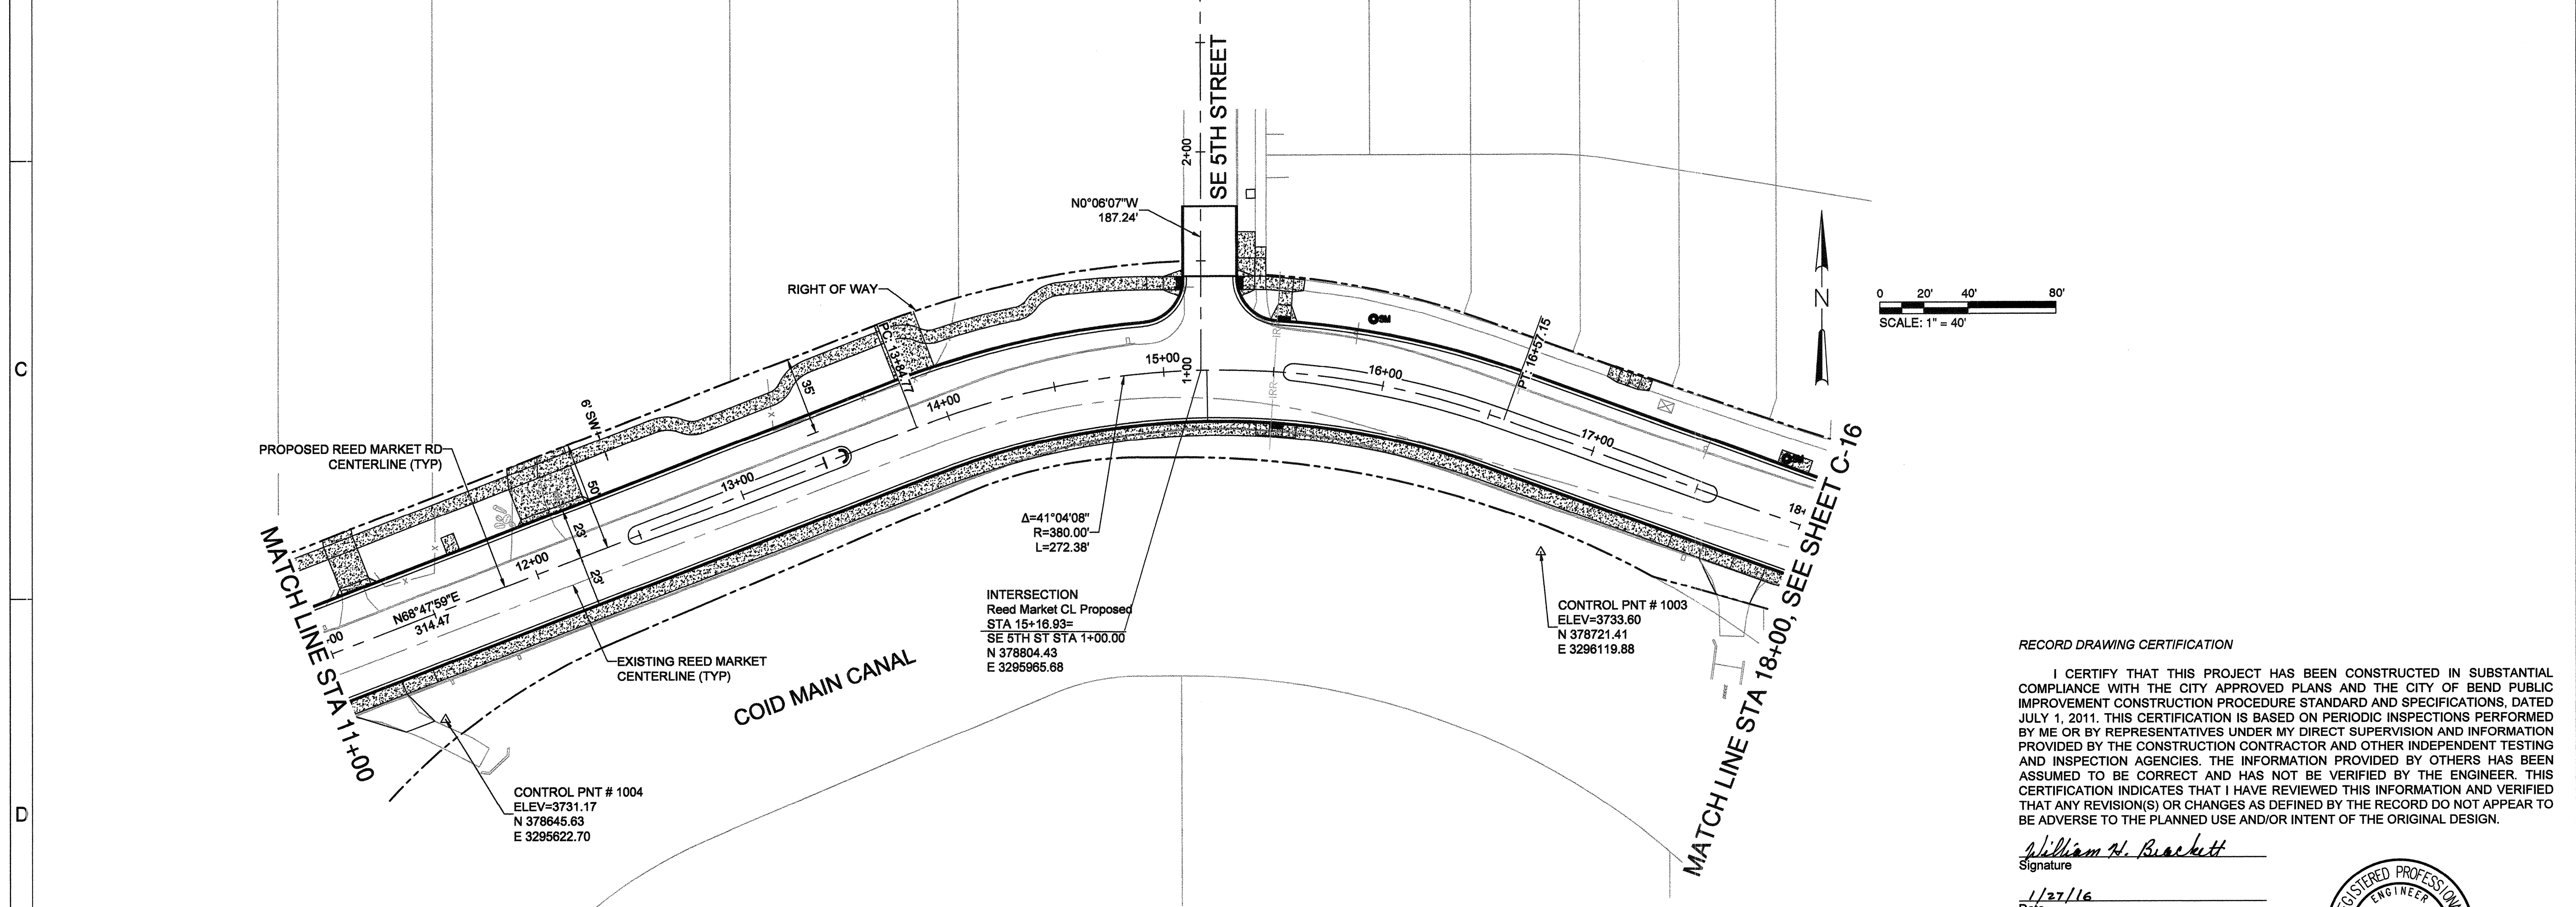 C
D
SE 5TH STREET
2+00
N0°06'07"W
187.24'
RIGHT OF WAY
PC: 13+84.77
35'
6' SW
50'
23'
23'
PROPOSED REED MARKET RD
CENTERLINE (TYP)
MATCH LINE STA 11+00
-00
N68°47'59"E
314.47
12+00
13+00
14+00
15+00
1+00
16+00
17+00
18+
PT: 16+57.15
IRR
IRR
SM
N
0 20' 40' 80'
SCALE: 1" = 40'
MATCH LINE STA 18+00, SEE SHEET C-16
Δ=41°04'08"
R=380.00'
L=272.38'
INTERSECTION
Reed Market CL Proposed
STA 15+16.93=
SE 5TH ST STA 1+00.00
N 378804.43
E 3295965.68
EXISTING REED MARKET
CENTERLINE (TYP)
COID MAIN CANAL
CONTROL PNT # 1003
ELEV=3733.60
N 378721.41
E 3296119.88
CONTROL PNT # 1004
ELEV=3731.17
N 378645.63
E 3295622.70
RECORD DRAWING CERTIFICATION
I CERTIFY THAT THIS PROJECT HAS BEEN CONSTRUCTED IN SUBSTANTIAL
COMPLIANCE WITH THE CITY APPROVED PLANS AND THE CITY OF BEND PUBLIC
IMPROVEMENT CONSTRUCTION PROCEDURE STANDARD AND SPECIFICATIONS, DATED
JULY 1, 2011. THIS CERTIFICATION IS BASED ON PERIODIC INSPECTIONS PERFORMED
BY ME OR BY REPRESENTATIVES UNDER MY DIRECT SUPERVISION AND INFORMATION
PROVIDED BY THE CONSTRUCTION CONTRACTOR AND OTHER INDEPENDENT TESTING
AND INSPECTION AGENCIES. THE INFORMATION PROVIDED BY OTHERS HAS BEEN
ASSUMED TO BE CORRECT AND HAS NOT BE VERIFIED BY THE ENGINEER. THIS
CERTIFICATION INDICATES THAT I HAVE REVIEWED THIS INFORMATION AND VERIFIED
THAT ANY REVISION(S) OR CHANGES AS DEFINED BY THE RECORD DO NOT APPEAR TO
BE ADVERSE TO THE PLANNED USE AND/OR INTENT OF THE ORIGINAL DESIGN.
William H. Brackett
Signature
1/27/16
REGISTERED PROFESSIONA
ENGINEER